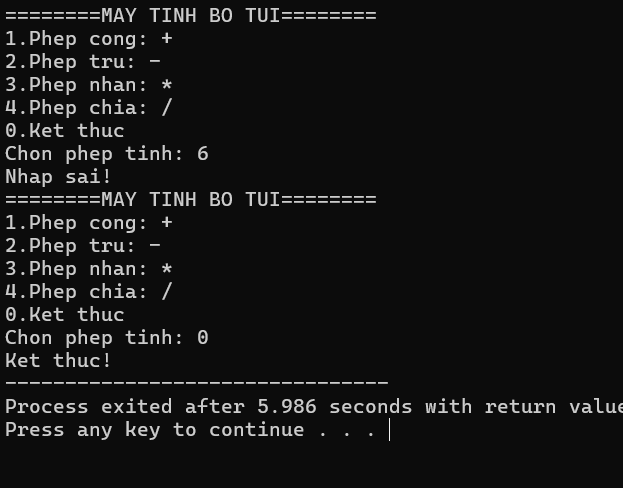 ========MAY TINH BO TUI========
1.Phep cong: +
2.Phep tru: -
3.Phep nhan: *
4.Phep chia: /
0.Ket thuc
Chon phep tinh: 6
Nhap sai!
========MAY TINH BO TUI========
1.Phep cong: +
2.Phep tru: -
3.Phep nhan: *
4.Phep chia: /
0.Ket thuc
Chon phep tinh: 0
Ket thuc!
--------------------------------
Process exited after 5.986 seconds with return value
Press any key to continue . . .